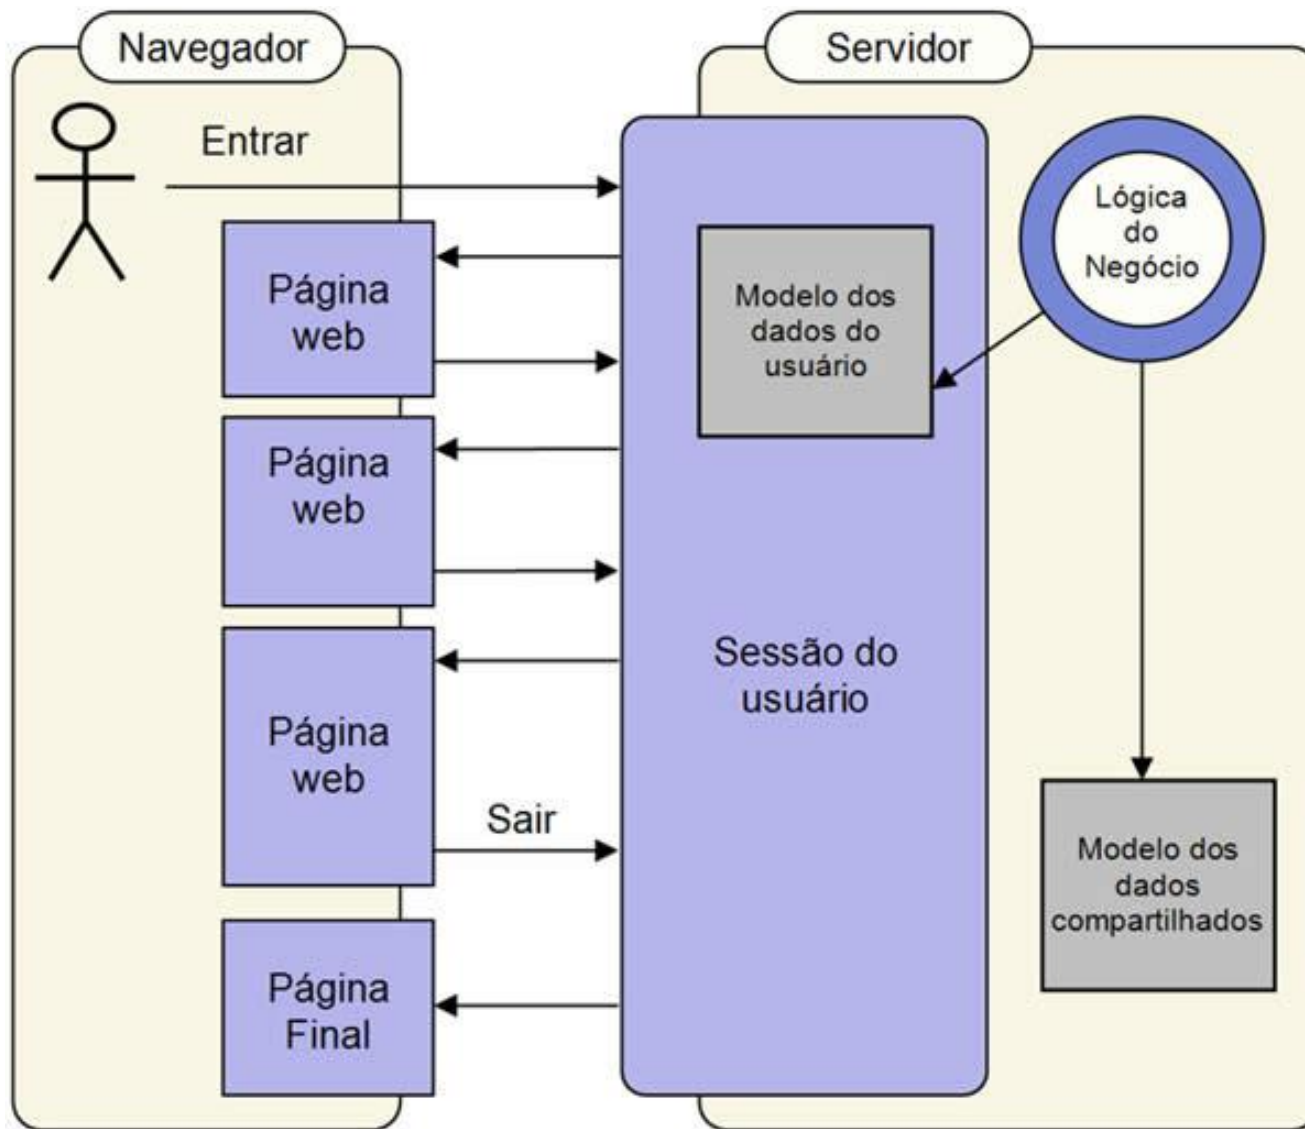 Navegador
Servidor
Entrar
Página
web
Página
web
Página
web
Sair
Página
Final
Modelo dos
dados do
usuário
Sessão do
usuário
Lógica
do
Negócio
Modelo dos
dados
compartilhados